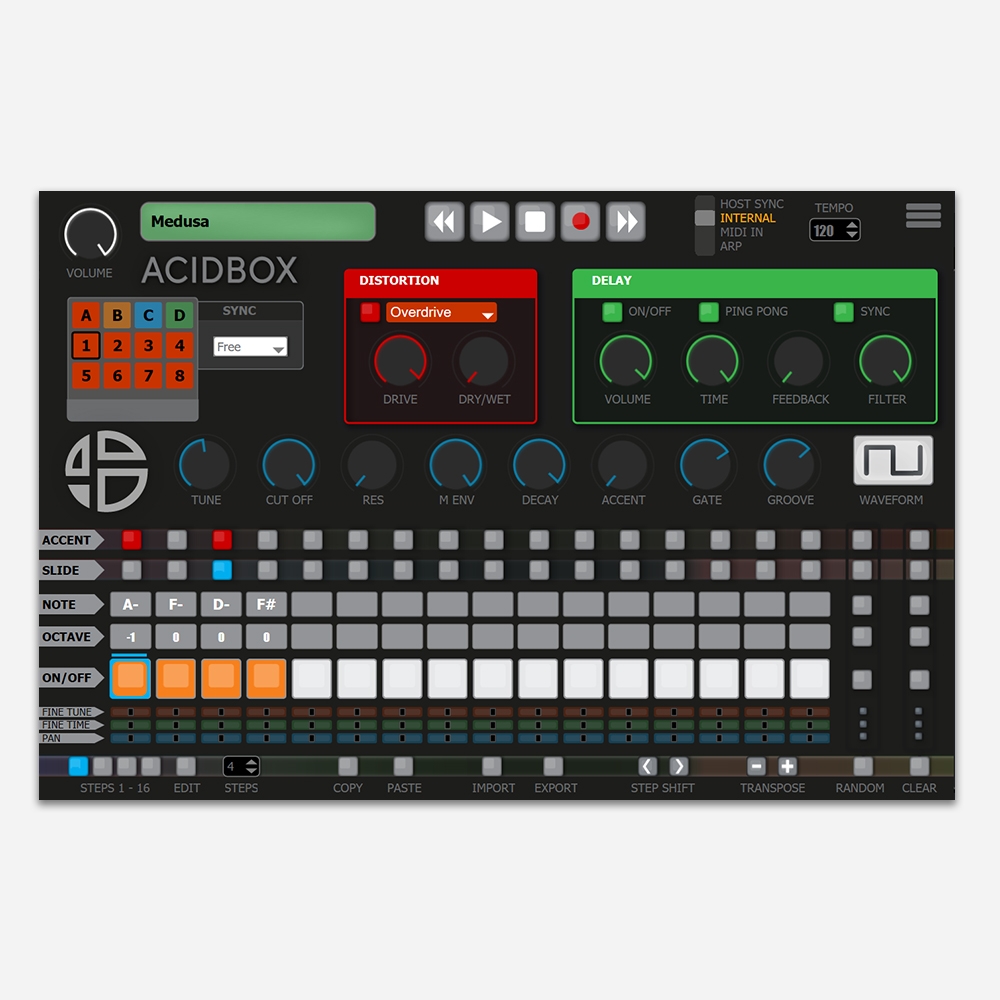 Medusa
HOST SYNC
INTERNAL
MIDI IN
ARP
TEMPO
120
VOLUME
ACIDBOX
A B C D
1 2 3 4
5 6 7 8
SYNC
Free
DISTORTION
Overdrive
DRIVE DRY/WET
DELAY
ON/OFF PING PONG SYNC
VOLUME TIME FEEDBACK FILTER
TUNE CUT OFF RES M ENV DECAY ACCENT GATE GROOVE WAVEFORM
ACCENT
SLIDE
NOTE A- F- D- F#
OCTAVE -1 0 0 0
ON/OFF
FINE TUNE
FINE TIME
PAN
4
STEPS 1 - 16 EDIT STEPS COPY PASTE IMPORT EXPORT STEP SHIFT TRANSPOSE RANDOM CLEAR